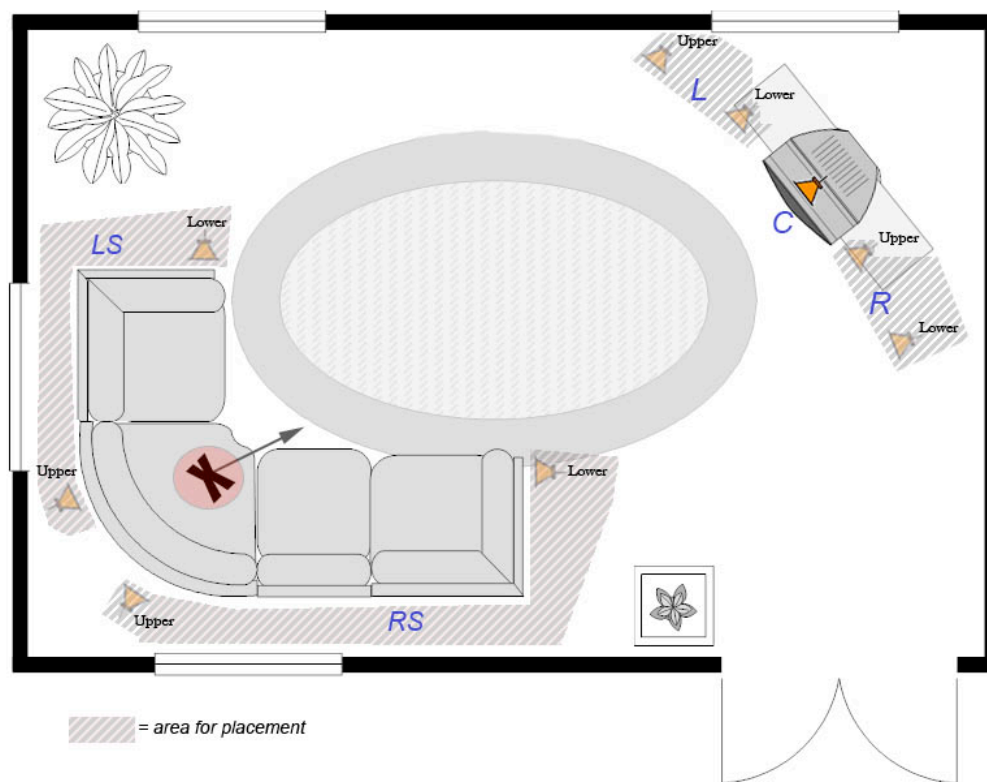 Upper
L
Lower
C
Upper
R
Lower
LS
Lower
X
Upper
Lower
Upper
RS
= area for placement